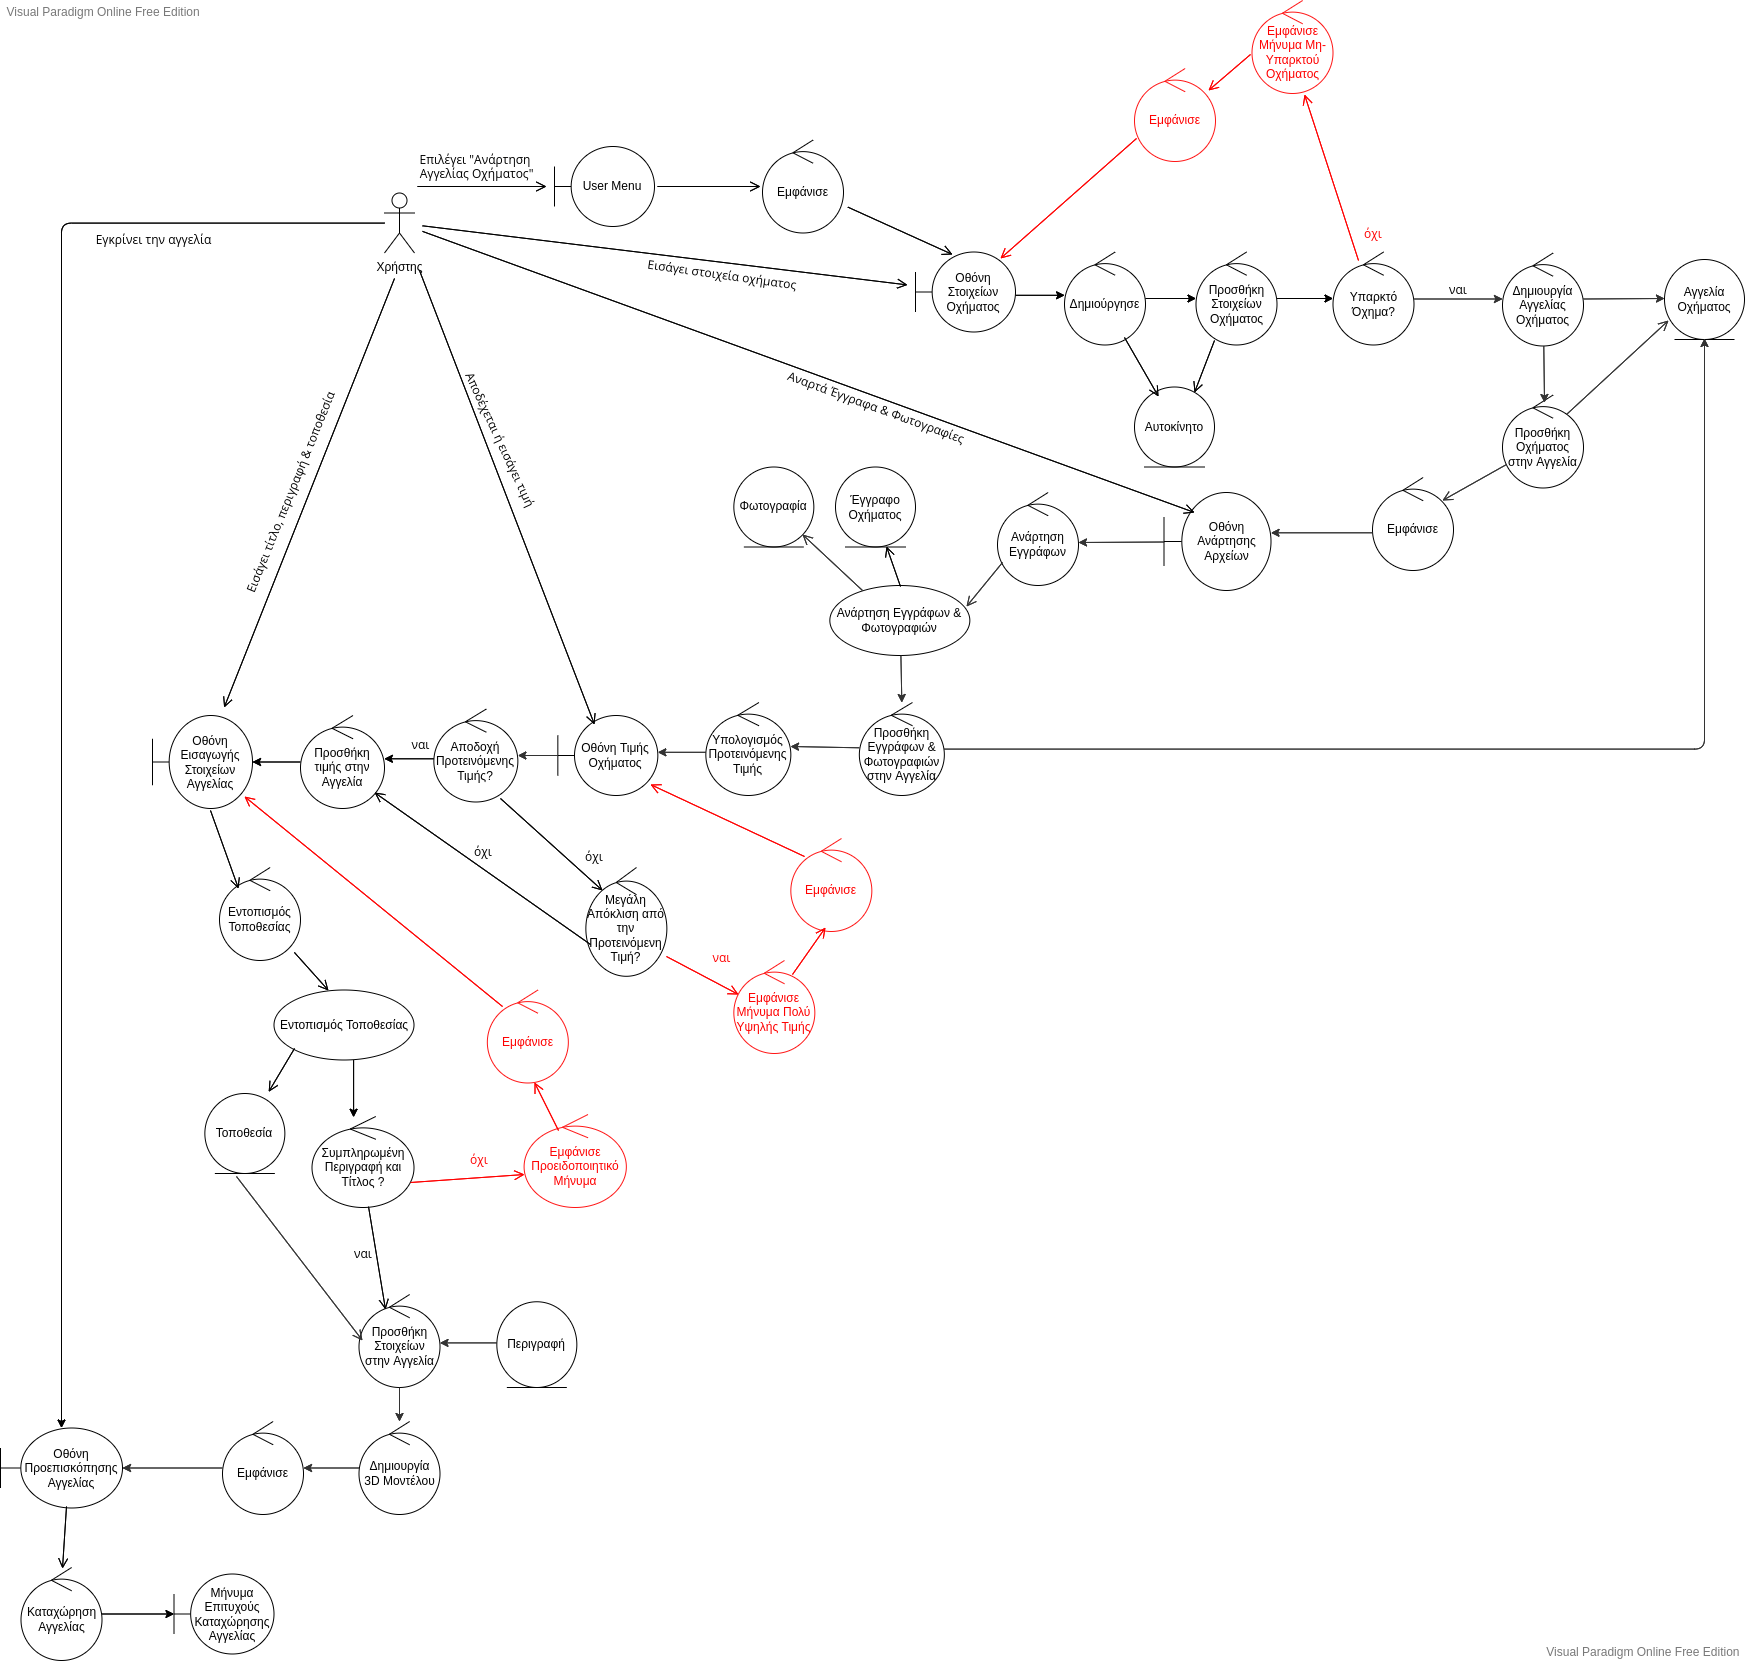 Visual Paradigm Online Free Edition
Εμφάνισε
Μήνυμα Μη-
Υπαρκτού
Οχήματος
Εμφάνισε
Επιλέγει "Ανάρτηση
Αγγελίας Οχήματος"
User Menu
Εμφάνισε
Εγκρίνει την αγγελία
Χρήστης
Εισάγει στοιχεία οχήματος
όχι
Οθόνη
Στοιχείων
Οχήματος
Δημιούργησε
Προσθήκη
Στοιχείων
Οχήματος
Υπαρκτό
Όχημα?
ναι
Δημιουργία
Αγγελίας
Οχήματος
Αγγελία
Οχήματος
Αναρτά Έγγραφα & Φωτογραφίες
Αποδέχεται ή εισάγει τιμή
Εισάγει τίτλο, περιγραφή & τοποθεσία
Αυτοκίνητο
Προσθήκη
Οχήματος
στην Αγγελία
Φωτογραφία
Έγγραφο
Οχήματος
Ανάρτηση
Εγγράφων
Οθόνη
Ανάρτησης
Αρχείων
Εμφάνισε
Ανάρτηση Εγγράφων &
Φωτογραφιών
Οθόνη
Εισαγωγής
Στοιχείων
Αγγελίας
Προσθήκη
τιμής στην
Αγγελία
ναι
Αποδοχή
Προτεινόμενης
Τιμής?
Οθόνη Τιμής
Οχήματος
Υπολογισμός
Προτεινόμενης
Τιμής
Προσθήκη
Εγγράφων &
Φωτογραφιών
στην Αγγελία
όχι
όχι
Εμφάνισε
Μεγάλη
Απόκλιση από
την
Προτεινόμενη
Τιμή?
Εντοπισμός
Τοποθεσίας
ναι
Εμφάνισε
Μήνυμα Πολύ
Υψηλής Τιμής
Εντοπισμός Τοποθεσίας
Εμφάνισε
Τοποθεσία
Συμπληρωμένη
Περιγραφή και
Τίτλος ?
όχι
Εμφάνισε
Προειδοποιητικό
Μήνυμα
ναι
Προσθήκη
Στοιχείων
στην Αγγελία
Περιγραφή
Οθόνη
Προεπισκόπησης
Αγγελίας
Εμφάνισε
Δημιουργία
3D Μοντέλου
Καταχώρηση
Αγγελίας
Μήνυμα
Επιτυχούς
Καταχώρησης
Αγγελίας
Visual Paradigm Online Free Edition